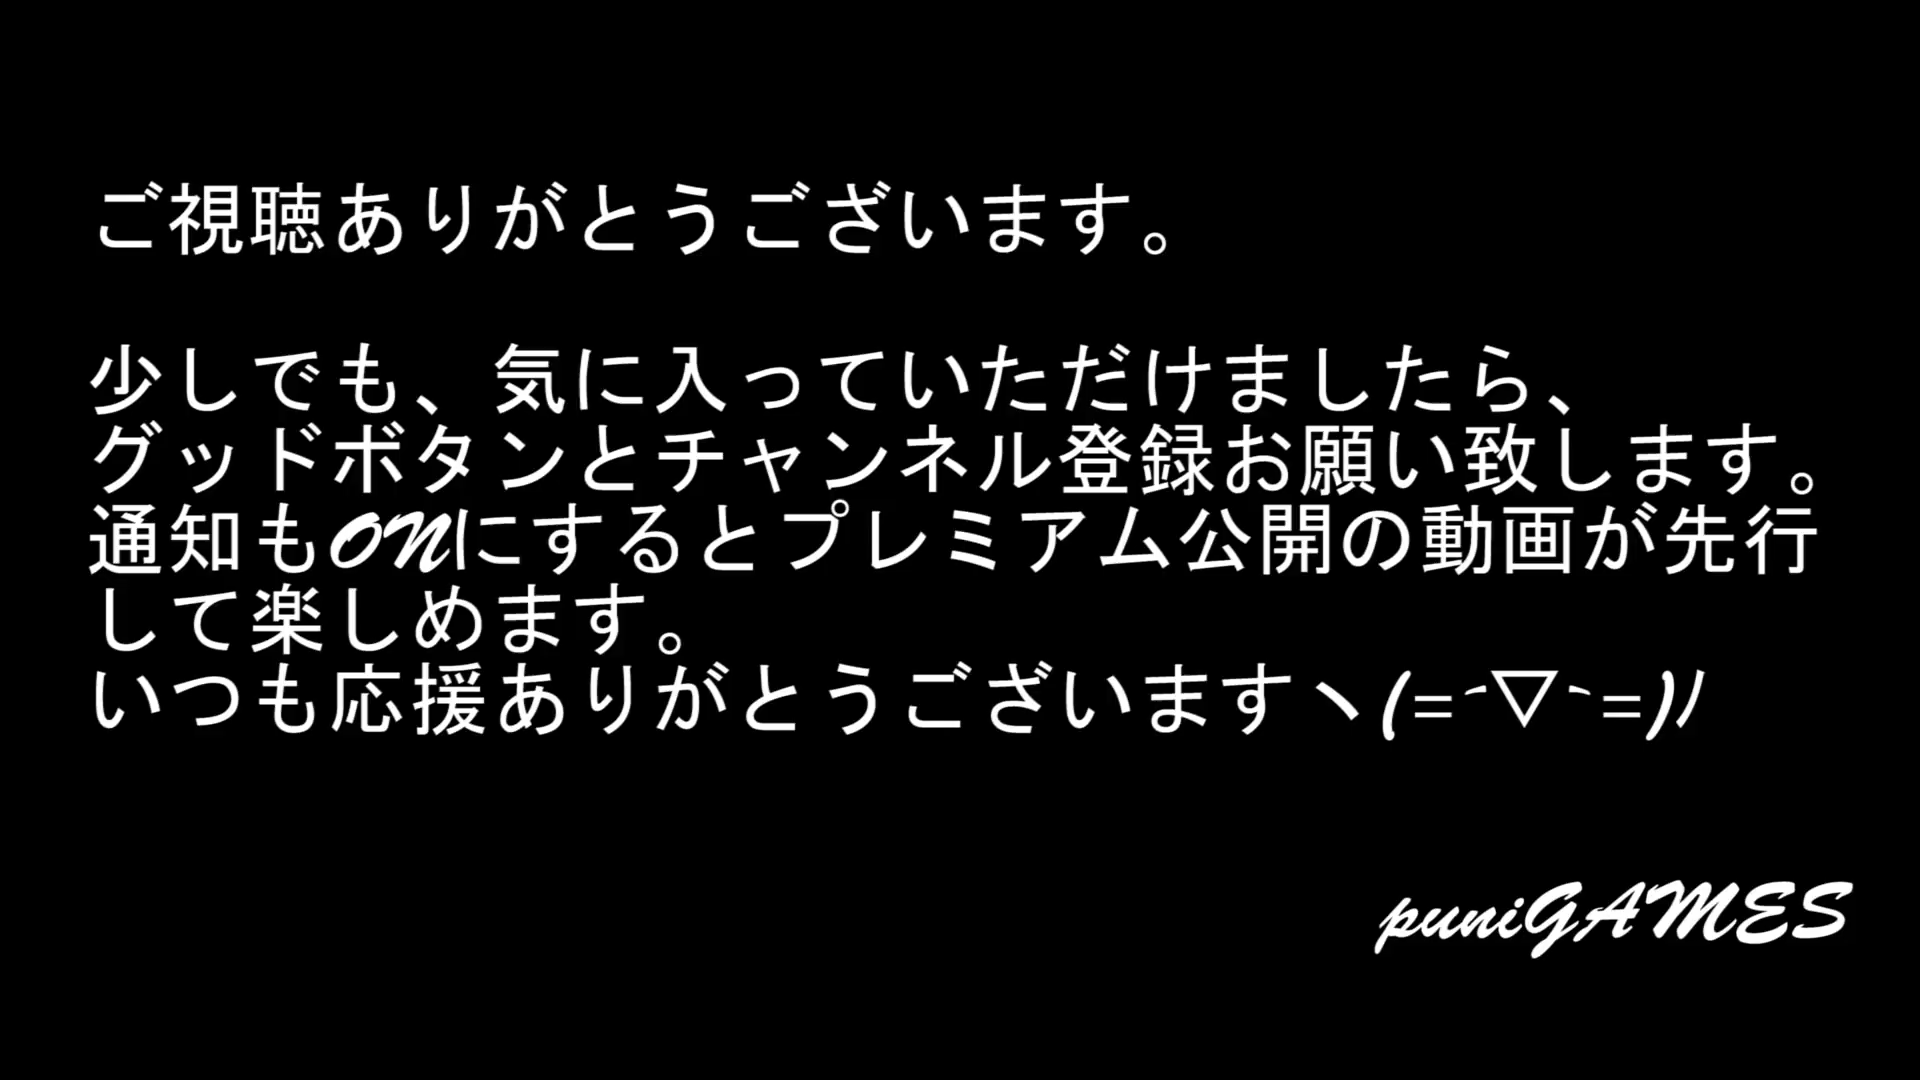 ご視聴ありがとうございます。
少しでも、気に入っていただけましたら、
グッドボタンとチャンネル登録お願い致します。
通知もONにするとプレミアム公開の動画が先行
して楽しめます。
いつも応援ありがとうございますヽ(=´▽`=)ﾉ
puniGAMES